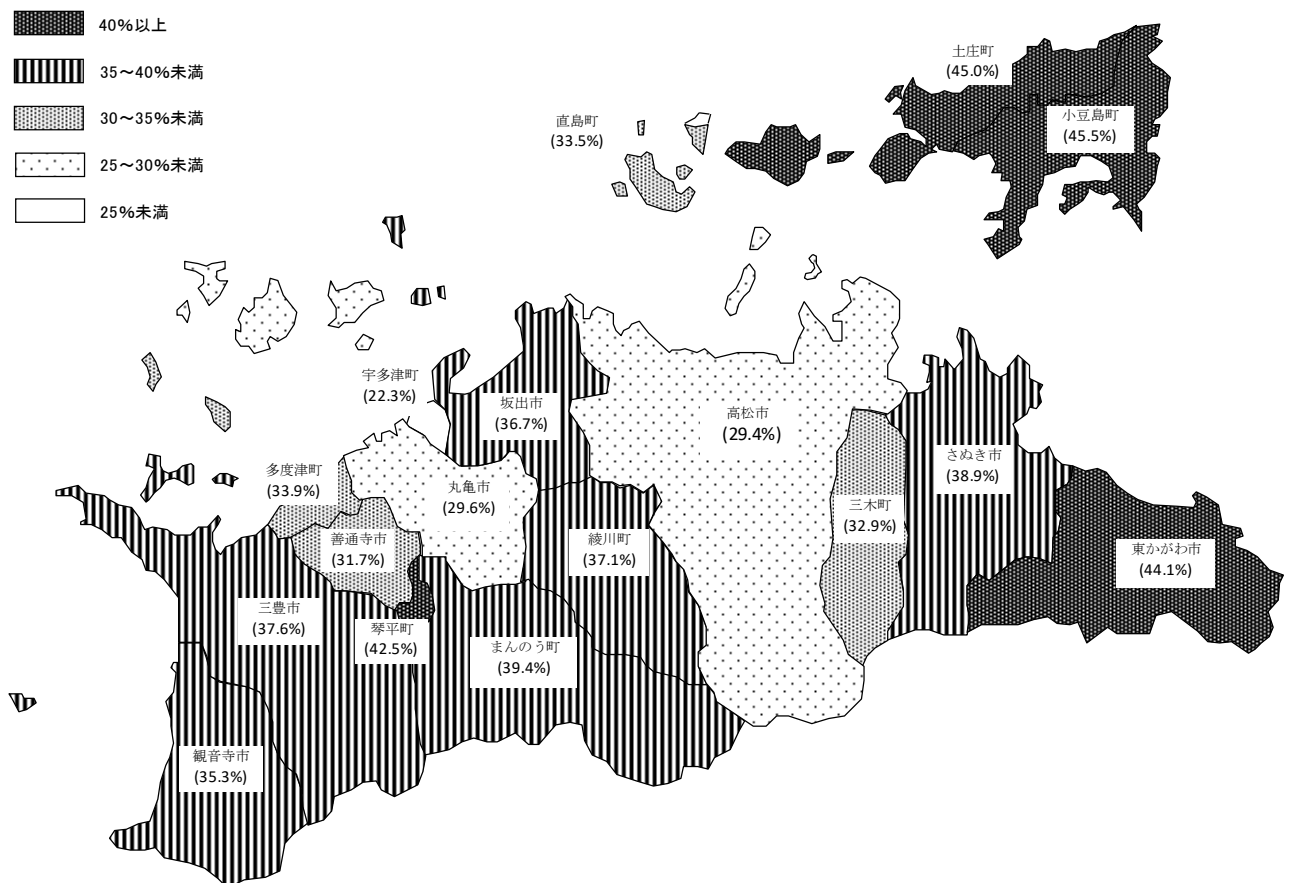 40%以上
35～40%未満
30～35%未満
25～30%未満
25%未満
土庄町
(45.0%)
小豆島町
(45.5%)
直島町
(33.5%)
宇多津町
(22.3%)
坂出市
(36.7%)
高松市
(29.4%)
さぬき市
(38.9%)
多度津町
(33.9%)
丸亀市
(29.6%)
三木町
(32.9%)
善通寺市
(31.7%)
綾川町
(37.1%)
東かがわ市
(44.1%)
三豊市
(37.6%)
琴平町
(42.5%)
まんのう町
(39.4%)
観音寺市
(35.3%)